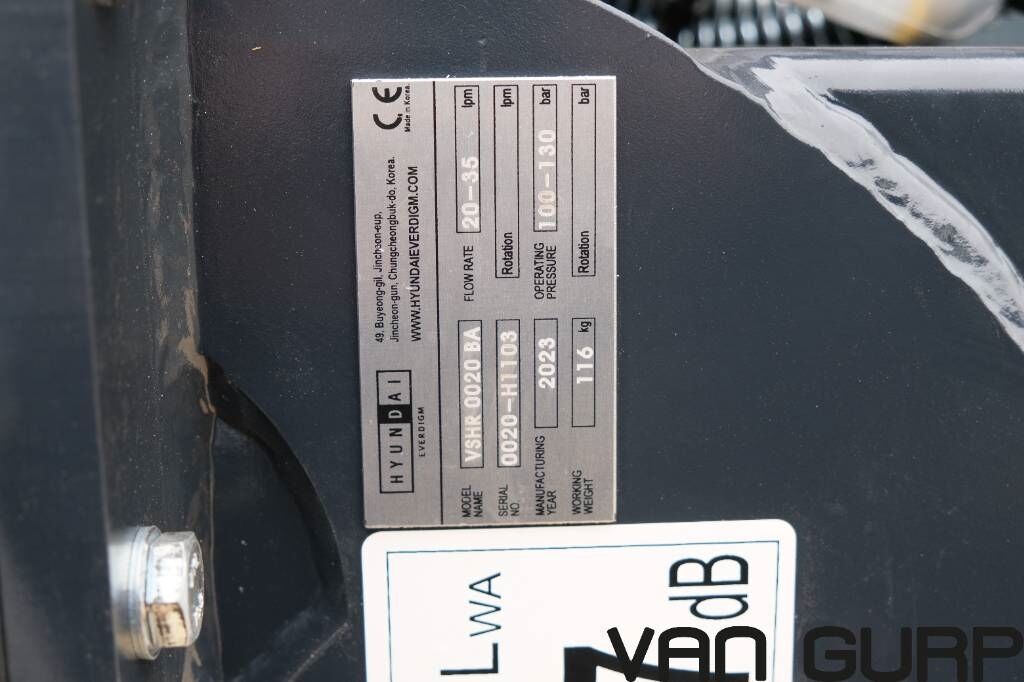 HYUNDAI
EVERDIGM
49, Buyeong-gil, Jincheon-eup,
Jincheon-gun, Chungcheongbuk-do, Korea.
WWW.HYUNDAIEVERDIGM.COM
CE
Made in Korea.
MODEL NAME VSHR 0020 BA FLOW RATE 20-35 lpm
SERIAL NO. 0020-H1103 Rotation lpm
MANUFACTURING YEAR 2023 OPERATING PRESSURE 100-130 bar
WORKING WEIGHT 116 kg Rotation bar
LWA
dB
VAN GURP